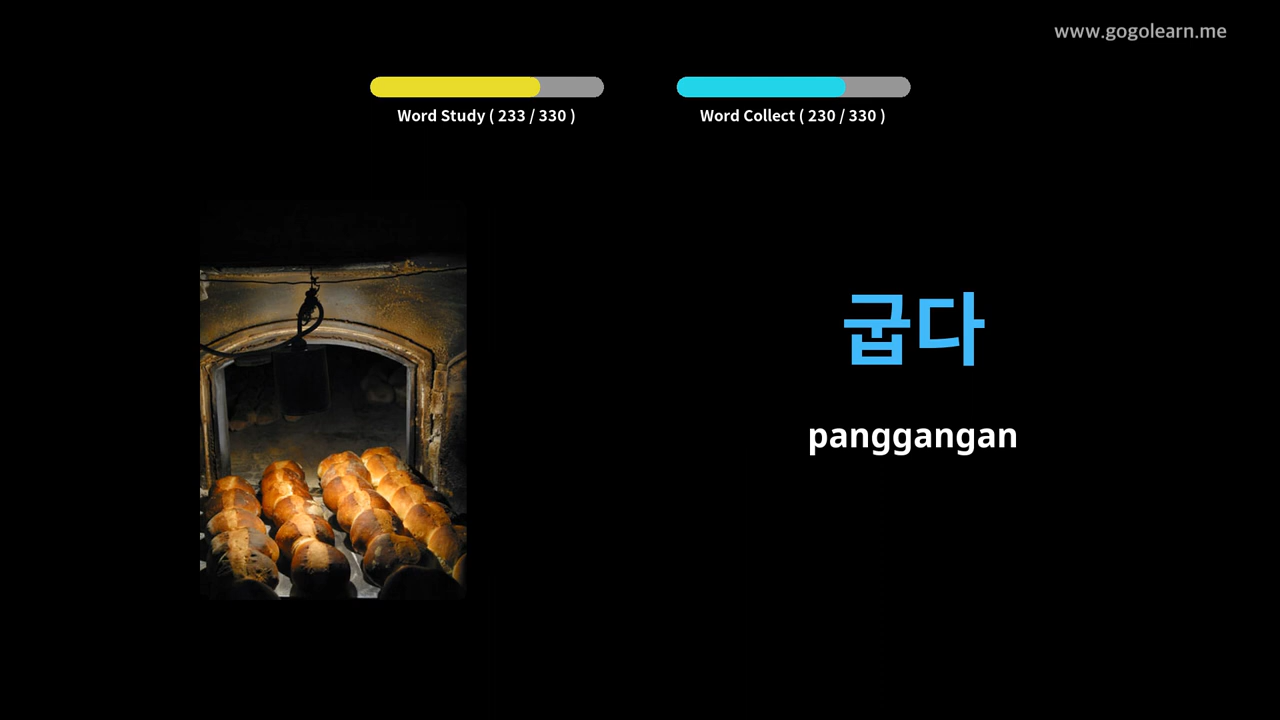 www.gogolearn.me
Word Study ( 233 / 330 )
Word Collect ( 230 / 330 )
굽다
panggangan